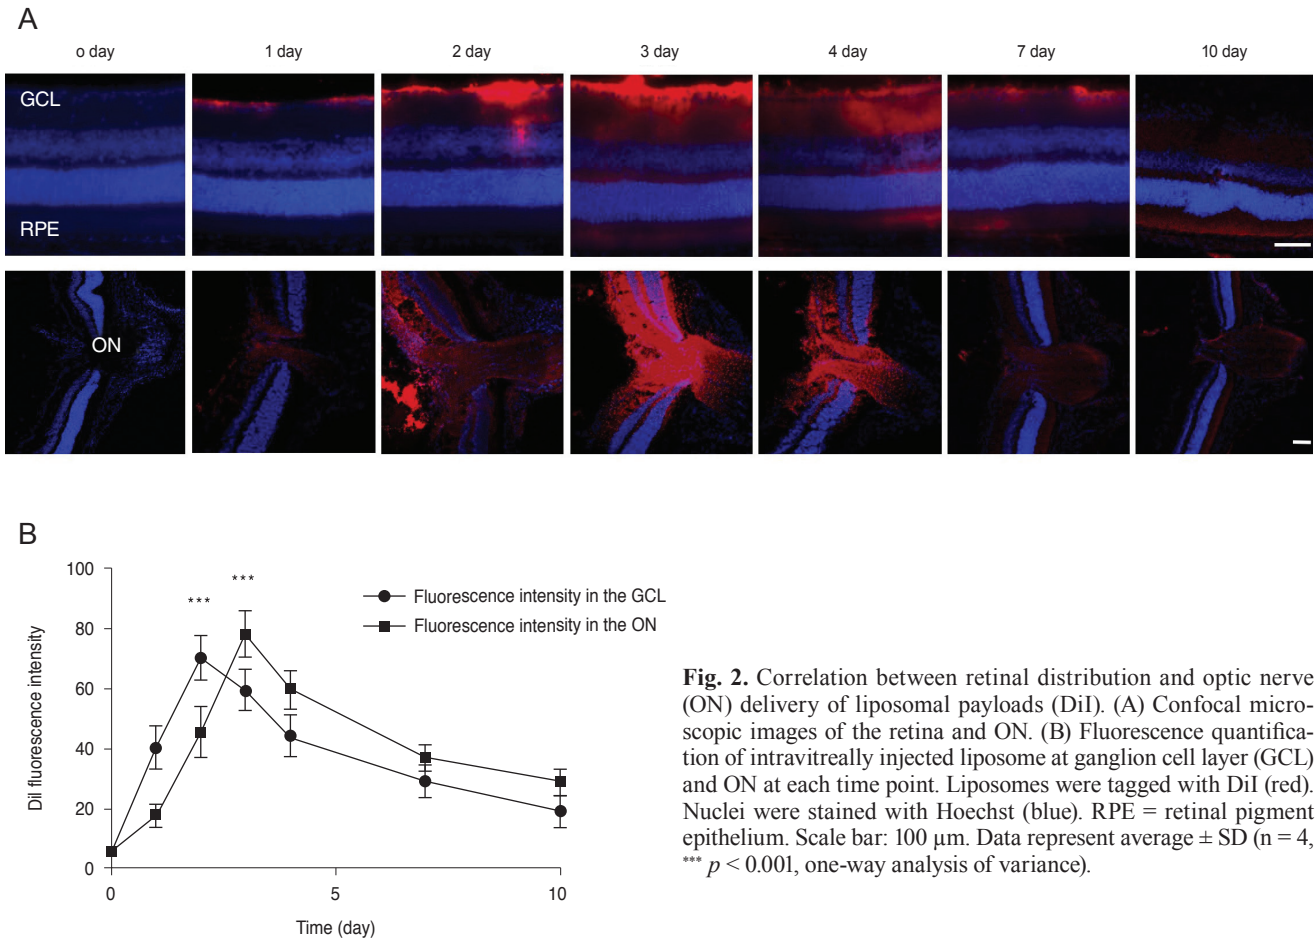 A
o day 1 day 2 day 3 day 4 day 7 day 10 day
GCL
RPE
ON
B
100
80
60
40
20
0
0 5 10
DiI fluorescence intensity
Time (day)
***
***
Fluorescence intensity in the GCL
Fluorescence intensity in the ON
Fig. 2. Correlation between retinal distribution and optic nerve
(ON) delivery of liposomal payloads (DiI). (A) Confocal micro-
scopic images of the retina and ON. (B) Fluorescence quantifica-
tion of intravitreally injected liposome at ganglion cell layer (GCL)
and ON at each time point. Liposomes were tagged with DiI (red).
Nuclei were stained with Hoechst (blue). RPE = retinal pigment
epithelium. Scale bar: 100 μm. Data represent average ± SD (n = 4,
*** p < 0.001, one-way analysis of variance).